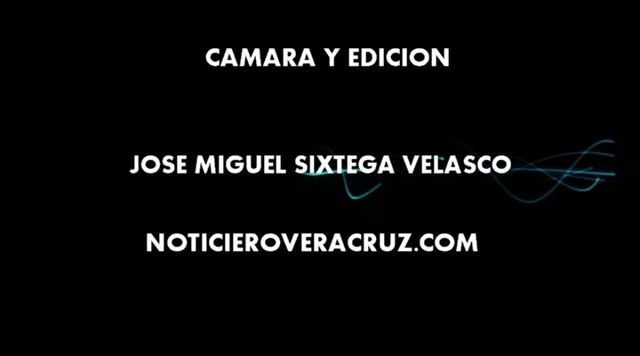 CAMARA Y EDICION
JOSE MIGUEL SIXTEGA VELASCO
NOTICIEROVERACRUZ.COM